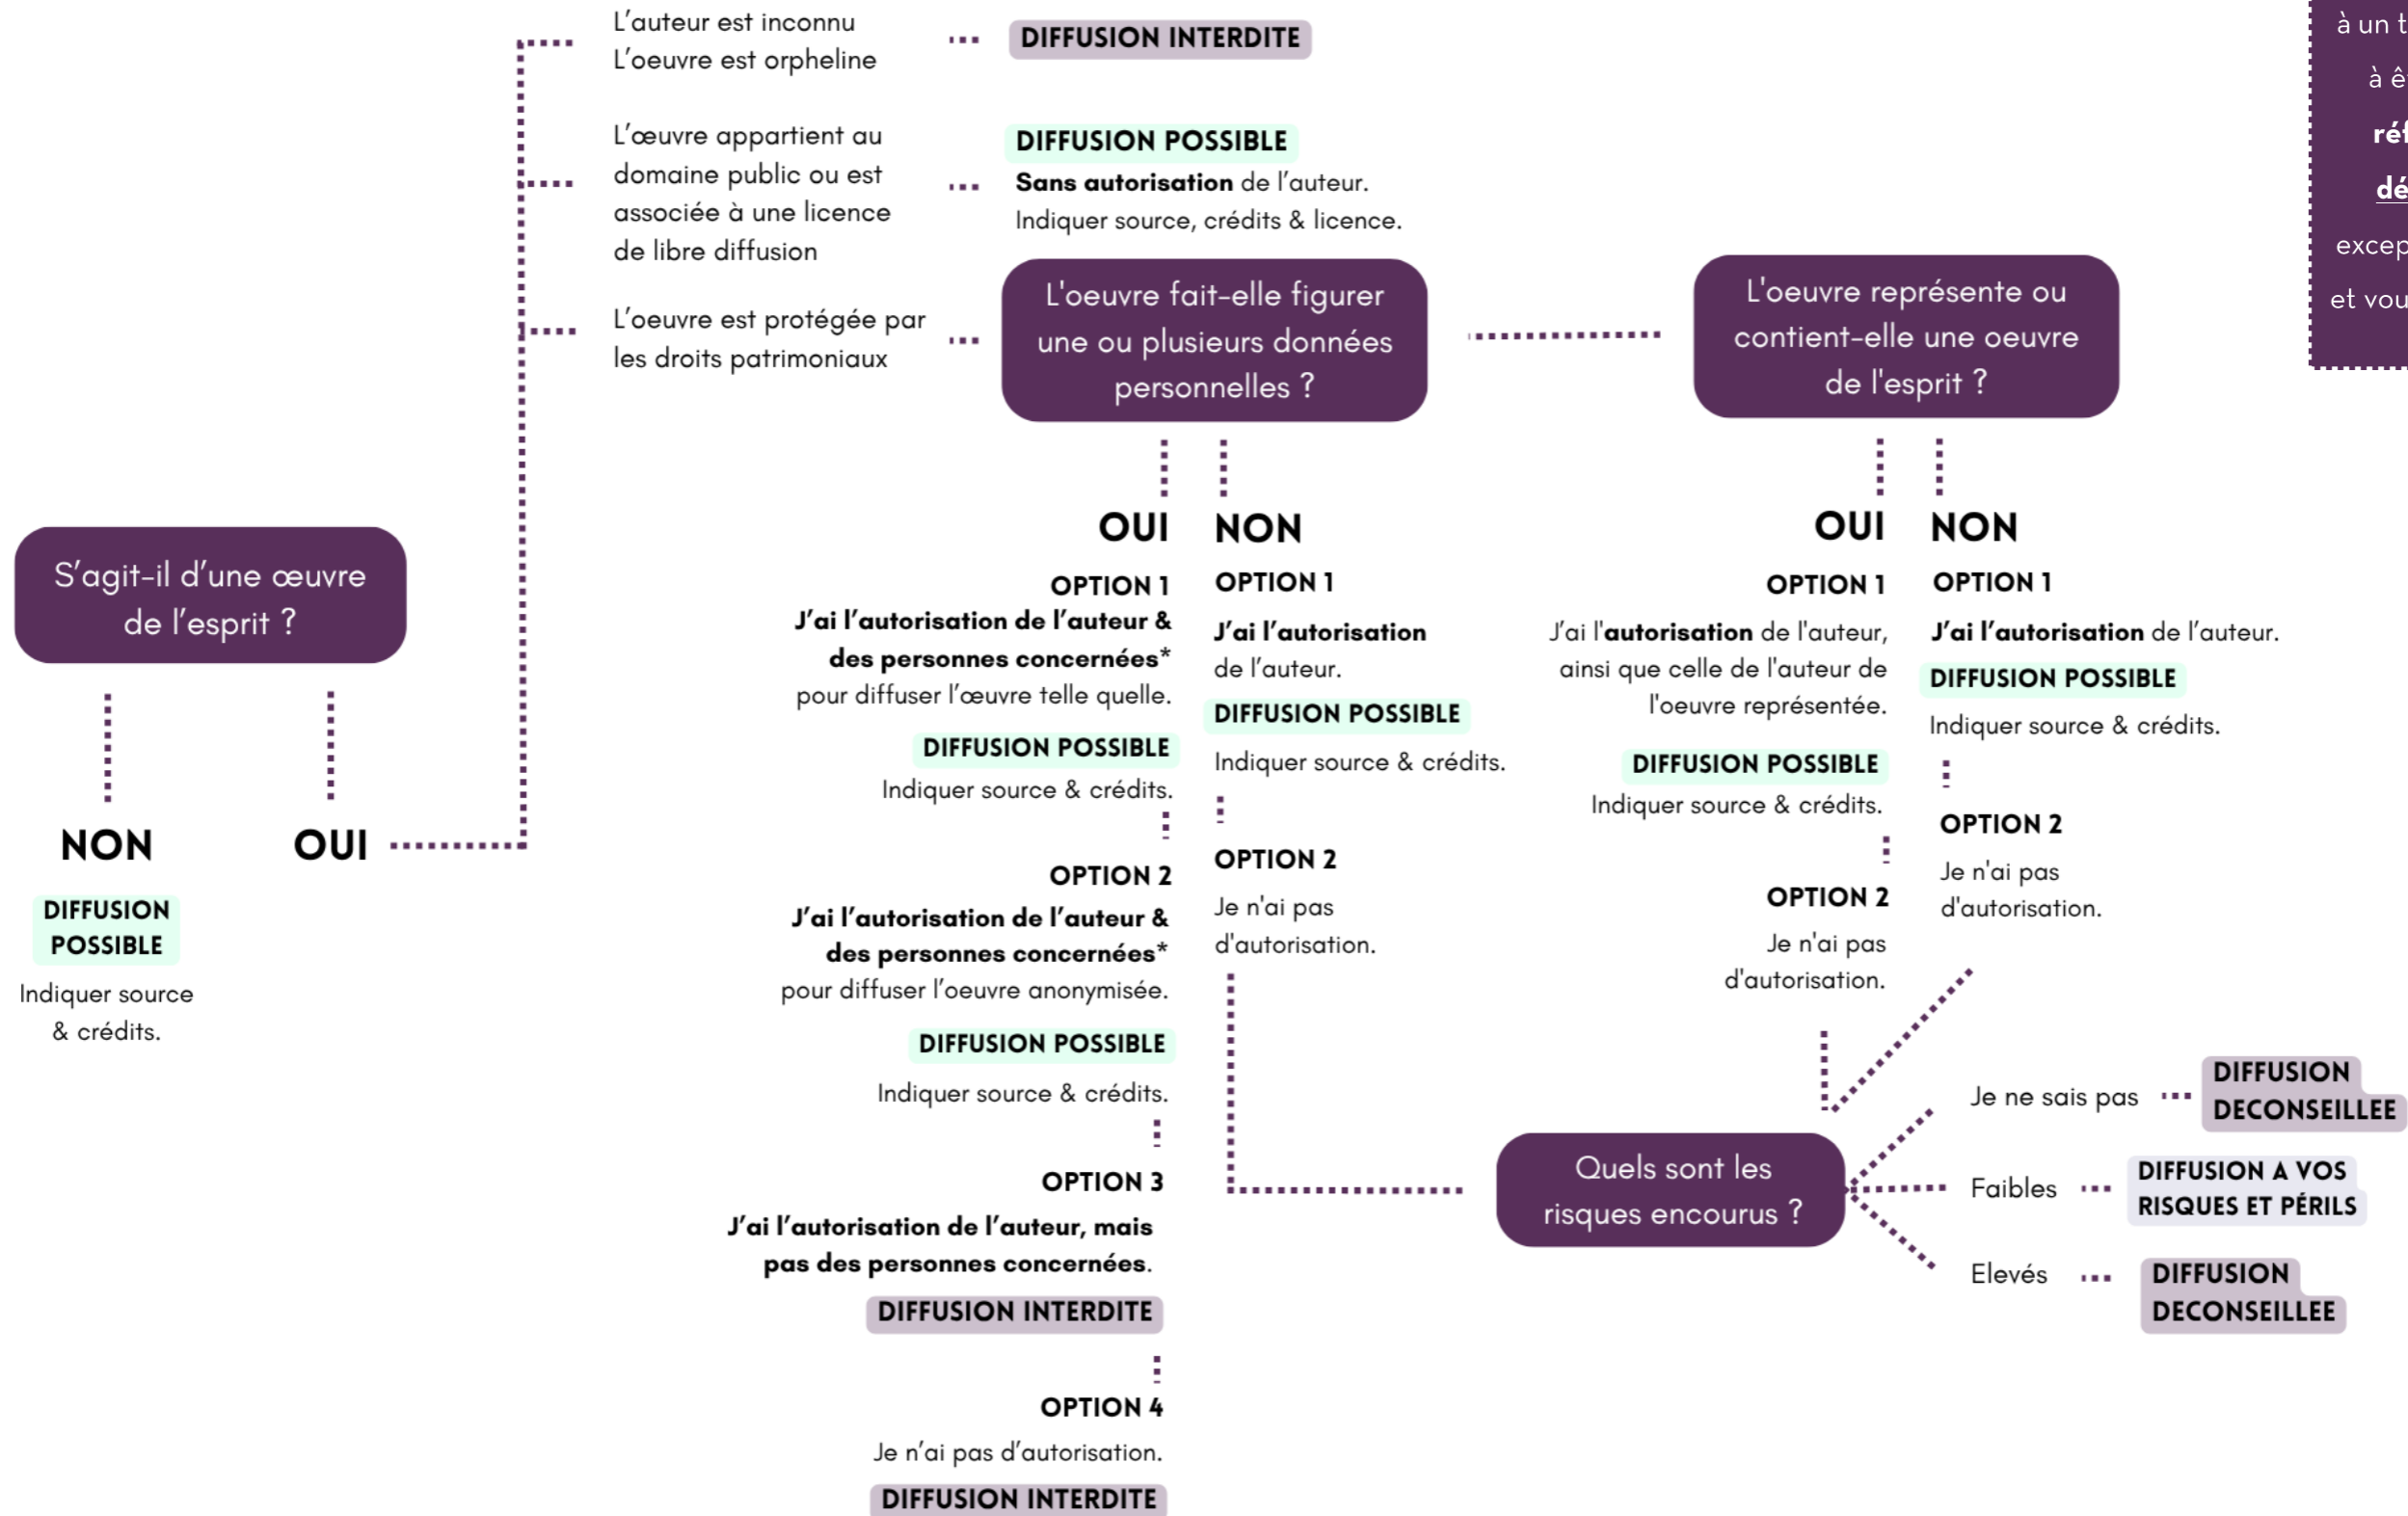 L’auteur est inconnu
L’oeuvre est orpheline
DIFFUSION INTERDITE
L’œuvre appartient au
domaine public ou est
associée à une licence
de libre diffusion
DIFFUSION POSSIBLE
Sans autorisation de l’auteur.
Indiquer source, crédits & licence.
L’oeuvre est protégée par
les droits patrimoniaux
L'oeuvre fait-elle figurer
une ou plusieurs données
personnelles ?
L'oeuvre représente ou
contient-elle une oeuvre
de l'esprit ?
à un
à
et
S’agit-il d’une œuvre
de l’esprit ?
NON
DIFFUSION
POSSIBLE
Indiquer source
& crédits.
OUI
OUI
OPTION 1
J’ai l’autorisation de l’auteur &
des personnes concernées*
pour diffuser l’œuvre telle quelle.
DIFFUSION POSSIBLE
Indiquer source & crédits.
OPTION 2
J’ai l’autorisation de l’auteur &
des personnes concernées*
pour diffuser l’oeuvre anonymisée.
DIFFUSION POSSIBLE
Indiquer source & crédits.
OPTION 3
J’ai l’autorisation de l’auteur, mais
pas des personnes concernées.
DIFFUSION INTERDITE
OPTION 4
Je n’ai pas d’autorisation.
DIFFUSION INTERDITE
NON
OPTION 1
J’ai l’autorisation
de l’auteur.
DIFFUSION POSSIBLE
Indiquer source & crédits.
OPTION 2
Je n'ai pas
d'autorisation.
OUI
OPTION 1
J'ai l'autorisation de l'auteur,
ainsi que celle de l'auteur de
l'oeuvre représentée.
DIFFUSION POSSIBLE
Indiquer source & crédits.
OPTION 2
Je n'ai pas
d'autorisation.
NON
OPTION 1
J’ai l’autorisation de l’auteur.
DIFFUSION POSSIBLE
Indiquer source & crédits.
OPTION 2
Je n'ai pas
d'autorisation.
Quels sont les
risques encourus ?
Je ne sais pas
DIFFUSION
DECONSEILLEE
Faibles
DIFFUSION A VOS
RISQUES ET PÉRILS
Elevés
DIFFUSION
DECONSEILLEE